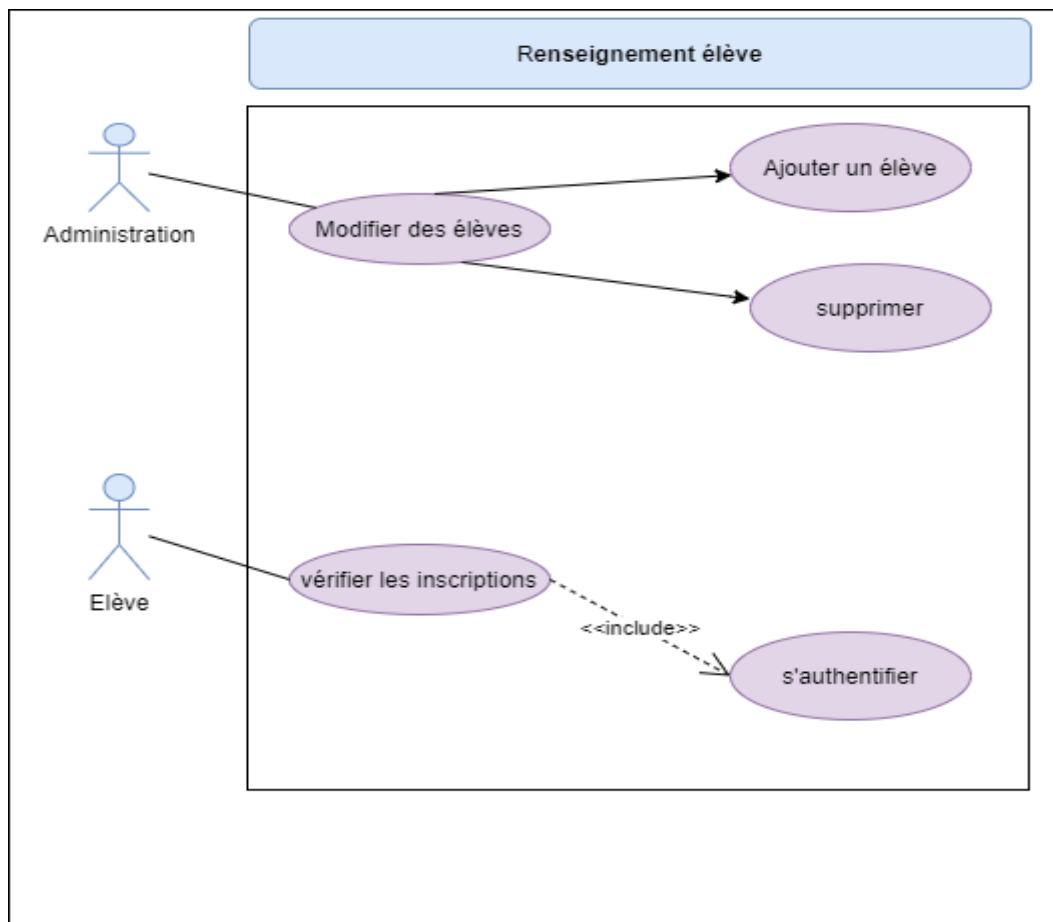 Renseignement élève
Ajouter un élève
Administration
Modifier des élèves
supprimer
Elève
vérifier les inscriptions
<<include>>
s'authentifier